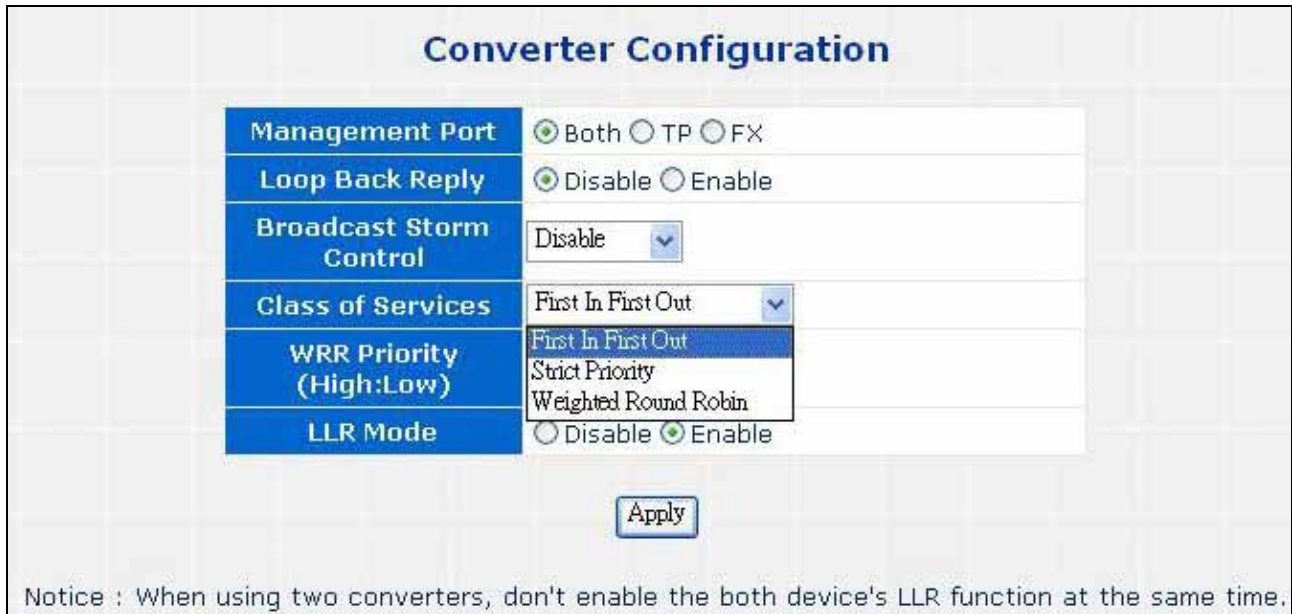 Converter Configuration
Management Port Both TP FX
Loop Back Reply Disable Enable
Broadcast Storm
Control
Disable
Class of Services First In First Out
First In First Out
Strict Priority
Weighted Round Robin
WRR Priority
(High:Low)
LLR Mode Disable Enable
Apply
Notice : When using two converters, don't enable the both device's LLR function at the same time.